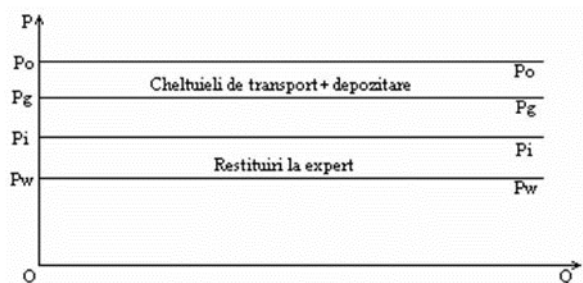 P
Po
Po
Cheltuieli de transport + depozitare
Pg
Pg
Pi
Pi
Restituiri la expert
Pw
Pw
O
Q